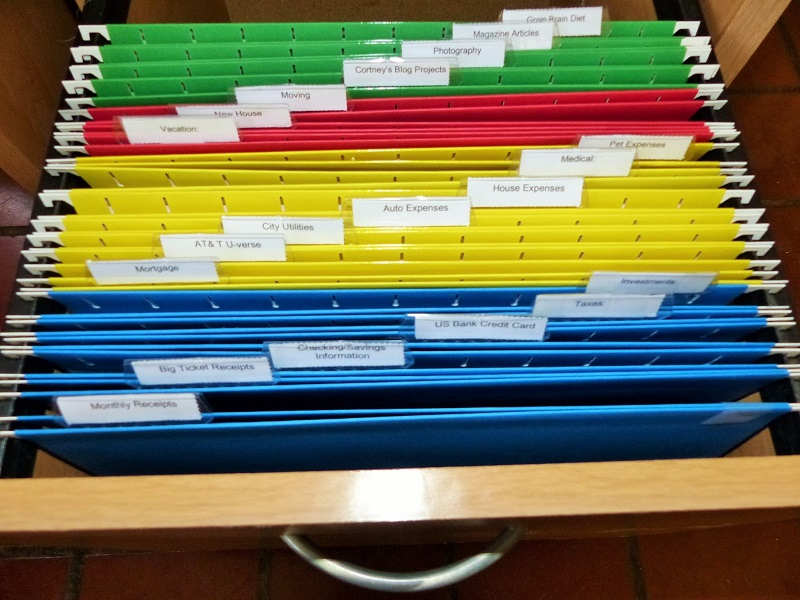 Grain Brain Diet
Magazine Articles
Photography
Cortney's Blog Projects
Moving
New House
Vacation:
Pet Expenses
Medical:
House Expenses
Auto Expenses
City Utilities
AT&T U-verse
Mortgage
Investments:
Taxes:
US Bank Credit Card
Checking/Savings
Information
Big Ticket Receipts
Monthly Receipts